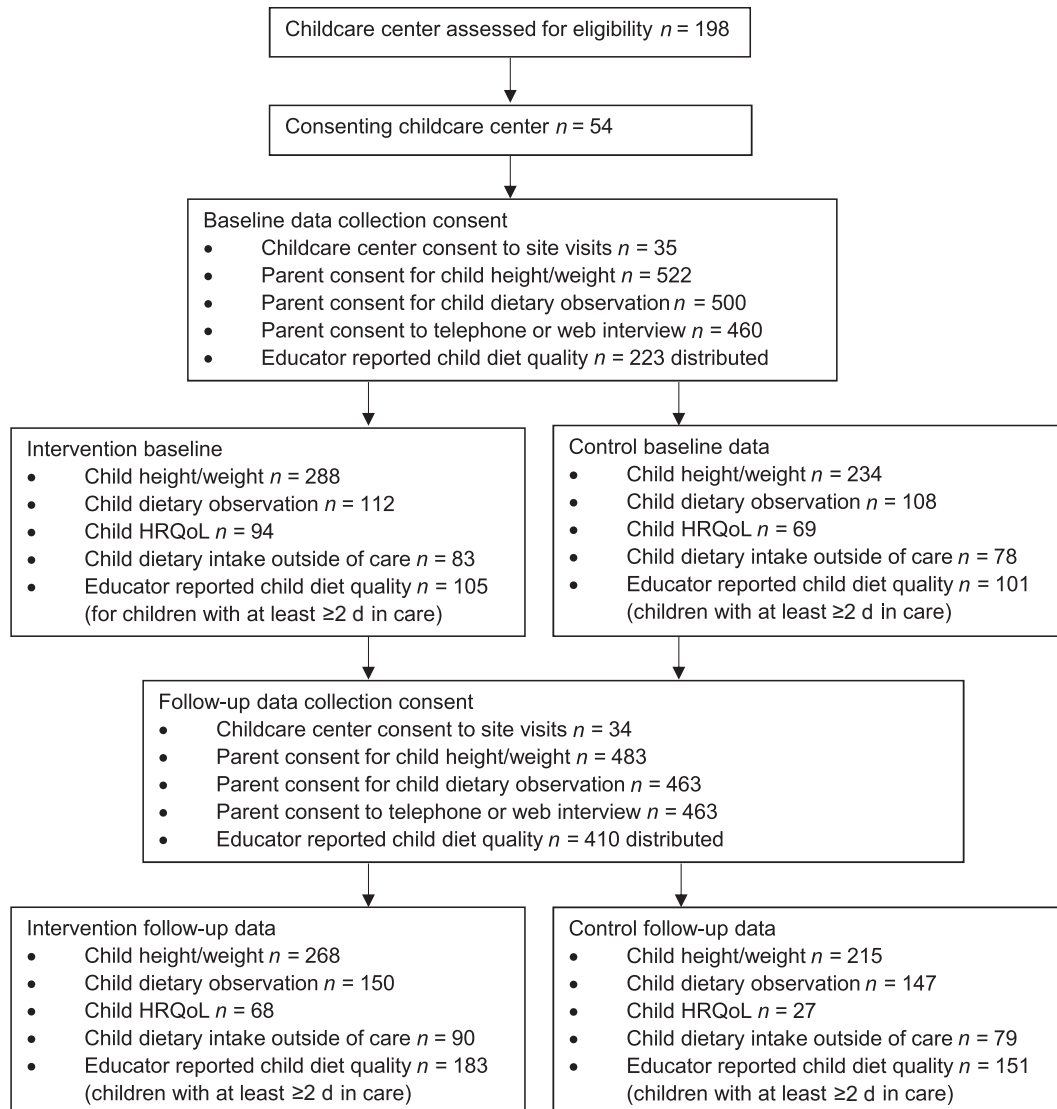 Childcare center assessed for eligibility n = 198
Consenting childcare center n = 54
Baseline data collection consent
• Childcare center consent to site visits n = 35
• Parent consent for child height/weight n = 522
• Parent consent for child dietary observation n = 500
• Parent consent to telephone or web interview n = 460
• Educator reported child diet quality n = 223 distributed
Intervention baseline
• Child height/weight n = 288
• Child dietary observation n = 112
• Child HRQoL n = 94
• Child dietary intake outside of care n = 83
• Educator reported child diet quality n = 105
(for children with at least ≥2 d in care)
Control baseline data
• Child height/weight n = 234
• Child dietary observation n = 108
• Child HRQoL n = 69
• Child dietary intake outside of care n = 78
• Educator reported child diet quality n = 101
(children with at least ≥2 d in care)
Follow-up data collection consent
• Childcare center consent to site visits n = 34
• Parent consent for child height/weight n = 483
• Parent consent for child dietary observation n = 463
• Parent consent to telephone or web interview n = 463
• Educator reported child diet quality n = 410 distributed
Intervention follow-up data
• Child height/weight n = 268
• Child dietary observation n = 150
• Child HRQoL n = 68
• Child dietary intake outside of care n = 90
• Educator reported child diet quality n = 183
(children with at least ≥2 d in care)
Control follow-up data
• Child height/weight n = 215
• Child dietary observation n = 147
• Child HRQoL n = 27
• Child dietary intake outside of care n = 79
• Educator reported child diet quality n = 151
(children with at least ≥2 d in care)